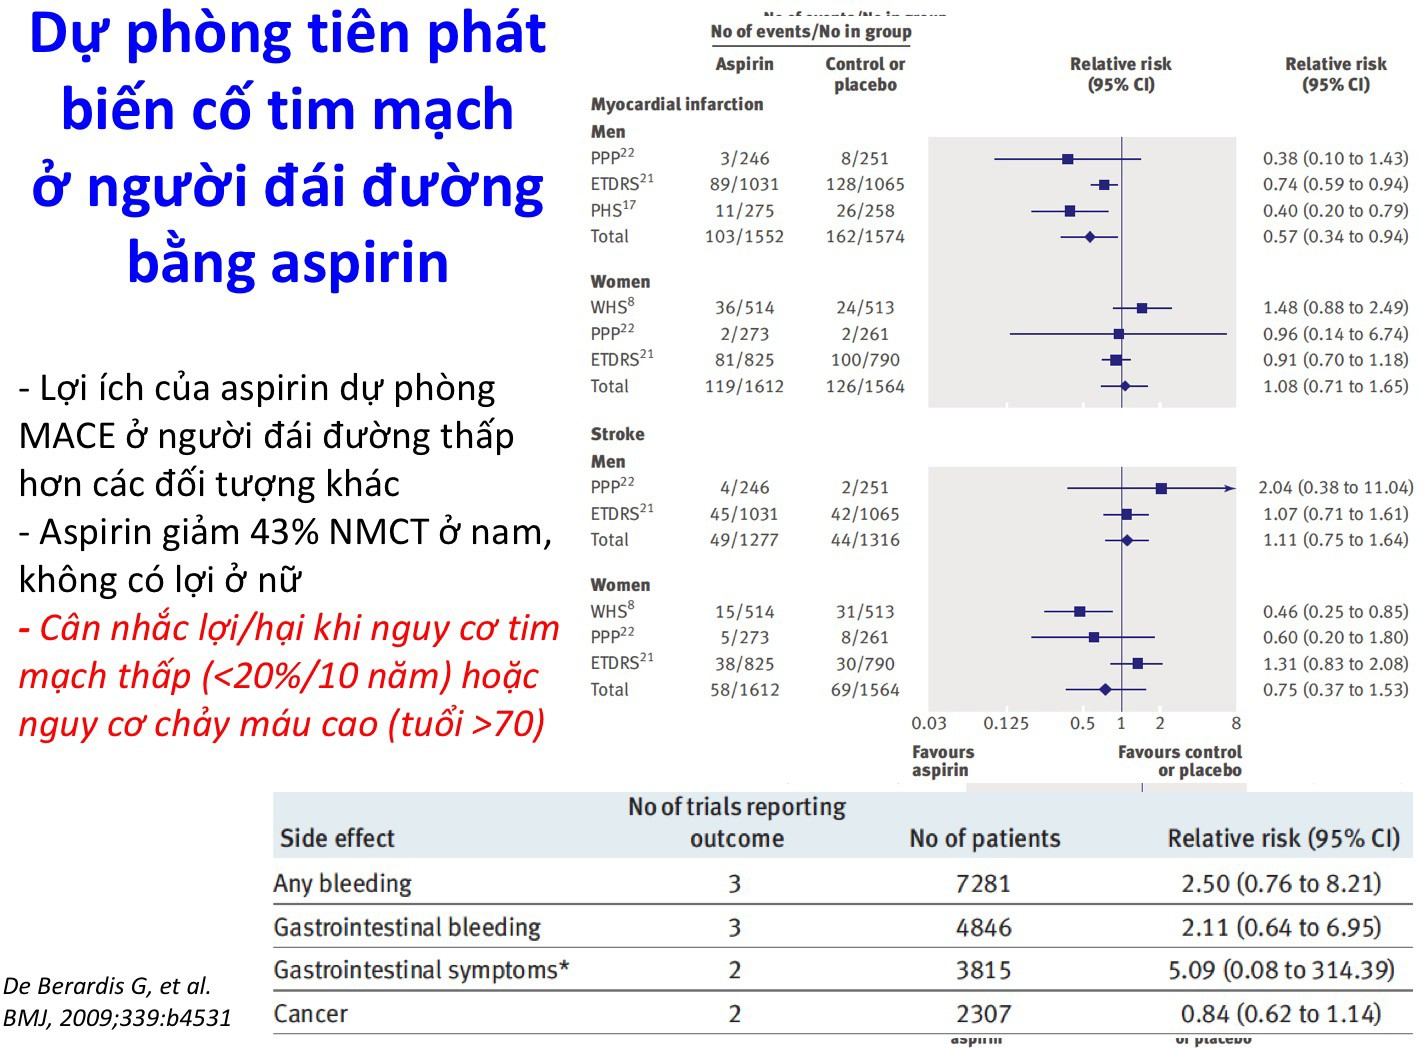 Dự phòng tiên phát
biến cố tim mạch
ở người đái đường
bằng aspirin
- Lợi ích của aspirin dự phòng
MACE ở người đái đường thấp
hơn các đối tượng khác
- Aspirin giảm 43% NMCT ở nam,
không có lợi ở nữ
- Cân nhắc lợi/hại khi nguy cơ tim
mạch thấp (<20%/10 năm) hoặc
nguy cơ chảy máu cao (tuổi >70)
No of events/No in group
Aspirin Control or placebo Relative risk (95% CI) Relative risk (95% CI)
Myocardial infarction
Men
PPP22 3/246 8/251 0.38 (0.10 to 1.43)
ETDRS21 89/1031 128/1065 0.74 (0.59 to 0.94)
PHS17 11/275 26/258 0.40 (0.20 to 0.79)
Total 103/1552 162/1574 0.57 (0.34 to 0.94)
Women
WHS8 36/514 24/513 1.48 (0.88 to 2.49)
PPP22 2/273 2/261 0.96 (0.14 to 6.74)
ETDRS21 81/825 100/790 0.91 (0.70 to 1.18)
Total 119/1612 126/1564 1.08 (0.71 to 1.65)
Stroke
Men
PPP22 4/246 2/251 2.04 (0.38 to 11.04)
ETDRS21 45/1031 42/1065 1.07 (0.71 to 1.61)
Total 49/1277 44/1316 1.11 (0.75 to 1.64)
Women
WHS8 15/514 31/513 0.46 (0.25 to 0.85)
PPP22 5/273 8/261 0.60 (0.20 to 1.80)
ETDRS21 38/825 30/790 1.31 (0.83 to 2.08)
Total 58/1612 69/1564 0.75 (0.37 to 1.53)
0.03 0.125 0.5 1 2 8
Favours aspirin Favours control or placebo
Side effect No of trials reporting outcome No of patients Relative risk (95% CI)
Any bleeding 3 7281 2.50 (0.76 to 8.21)
Gastrointestinal bleeding 3 4846 2.11 (0.64 to 6.95)
Gastrointestinal symptoms* 2 3815 5.09 (0.08 to 314.39)
Cancer 2 2307 0.84 (0.62 to 1.14)
De Berardis G, et al.
BMJ, 2009;339:b4531